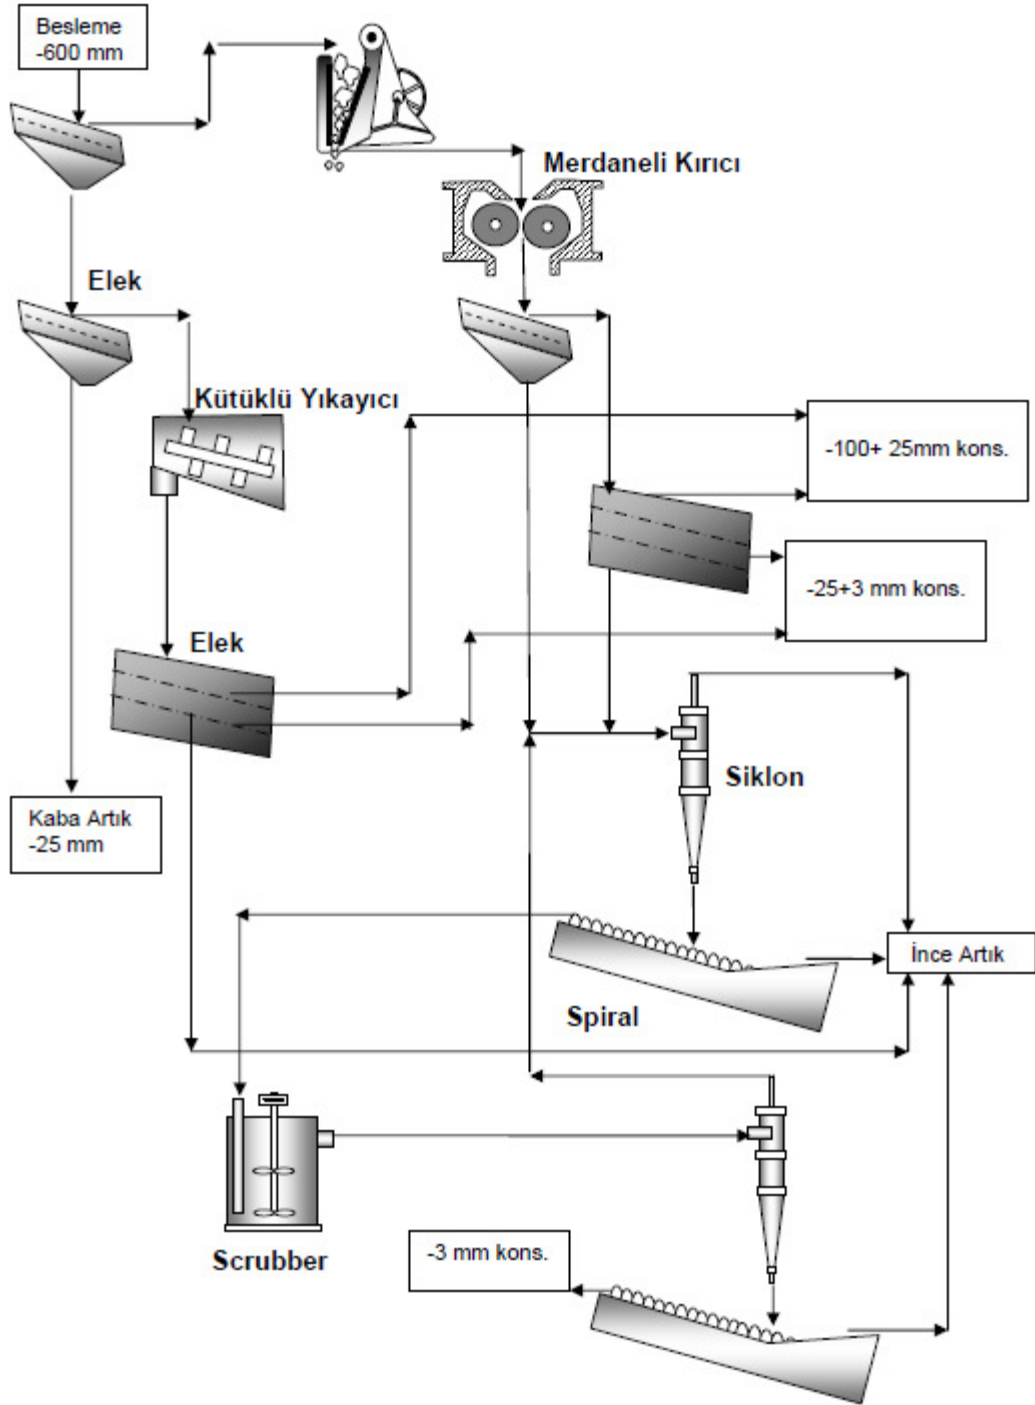 Besleme
-600 mm
Merdaneli Kırıcı
Elek
Kütüklü Yıkayıcı
-100+ 25mm kons.
-25+3 mm kons.
Elek
Siklon
Kaba Artık
-25 mm
İnce Artık
Spiral
Scrubber
-3 mm kons.